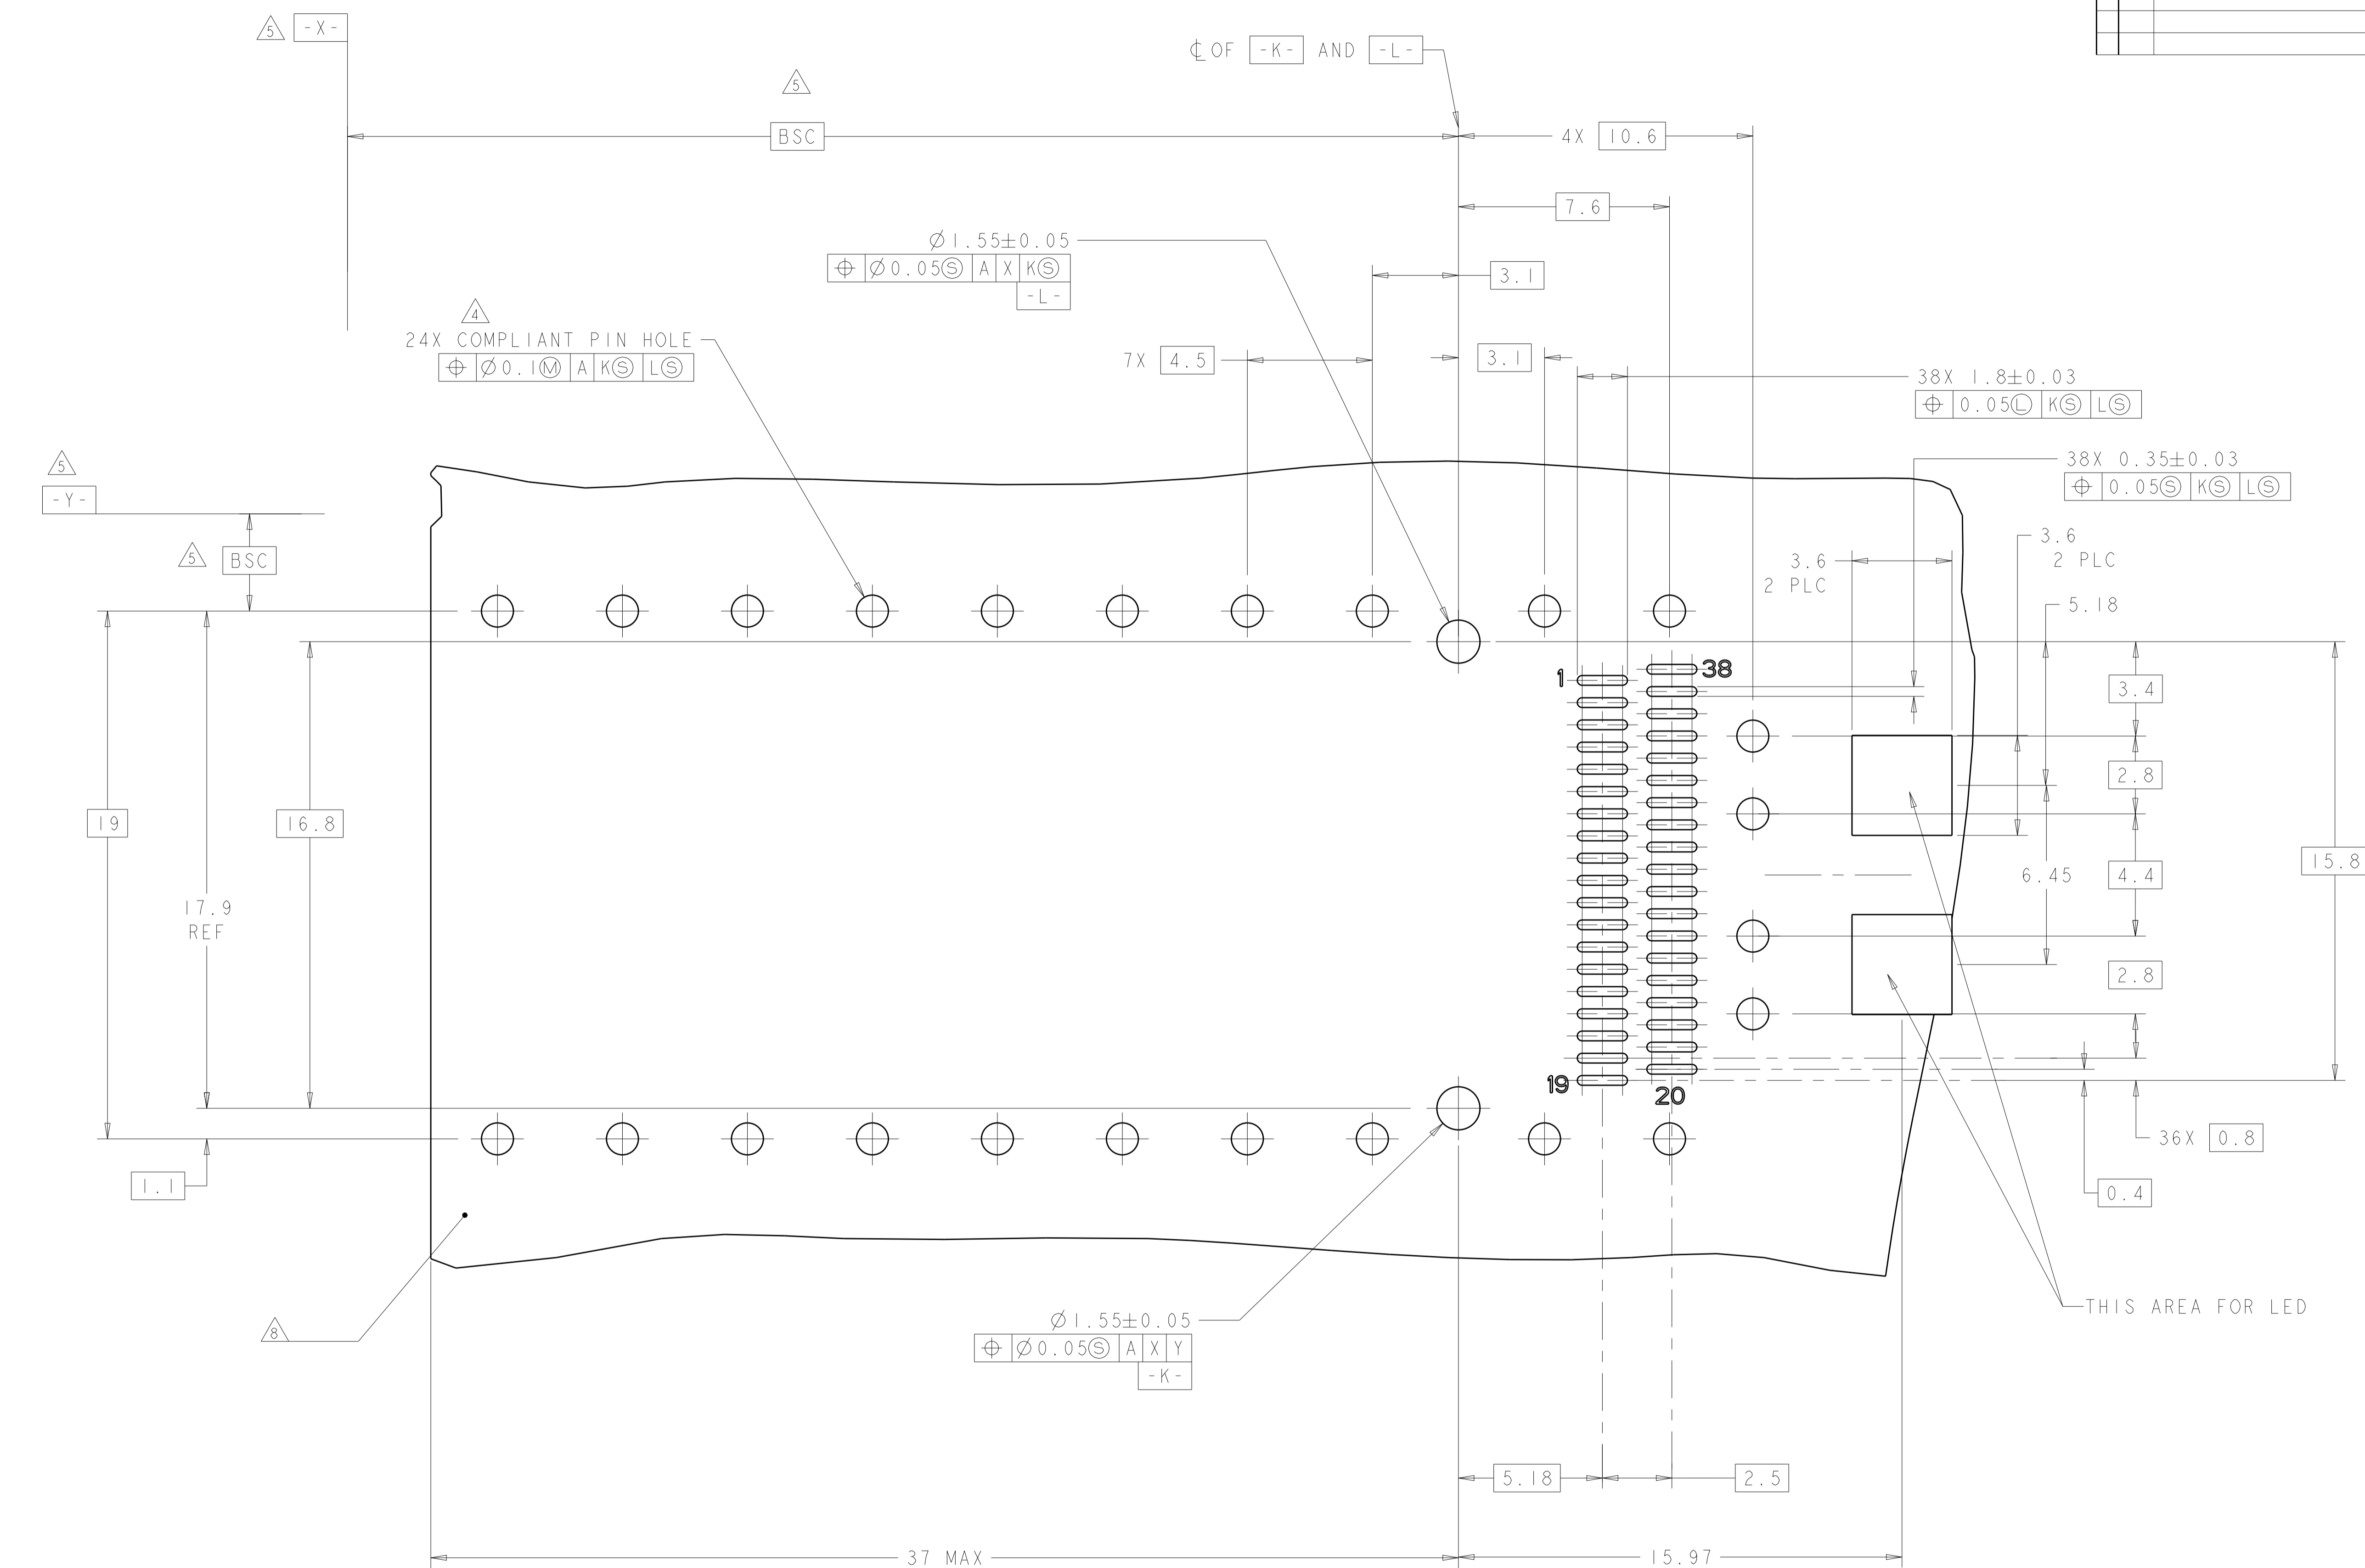 5 -X-
℄ OF -K- AND -L-
5
BSC
4X 10.6
7.6
Ø1.55±0.05
⌖ Ø0.05Ⓢ A X KⓈ
-L-
3.1
4
24X COMPLIANT PIN HOLE
⌖ Ø0.1Ⓜ A KⓈ LⓈ
7X 4.5
3.1
38X 1.8±0.03
⌖ 0.05Ⓛ KⓈ LⓈ
5
-Y-
38X 0.35±0.03
⌖ 0.05Ⓢ KⓈ LⓈ
5 BSC
3.6
2 PLC
3.6
2 PLC
5.18
1
38
3.4
2.8
19
16.8
15.8
6.45
4.4
17.9
REF
2.8
19
20
36X 0.8
1.1
0.4
8
THIS AREA FOR LED
Ø1.55±0.05
⌖ Ø0.05Ⓢ A X Y
-K-
5.18
2.5
37 MAX
15.97